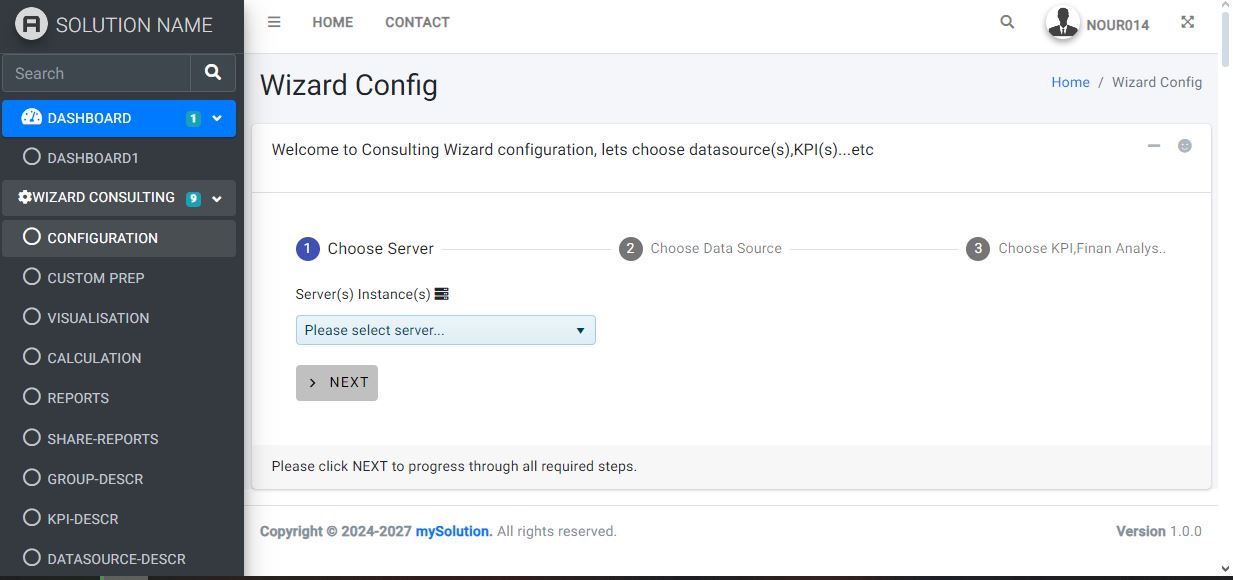 SOLUTION NAME
HOME CONTACT NOUR014
Search
Wizard Config
Home / Wizard Config
DASHBOARD 1
DASHBOARD1
WIZARD CONSULTING 9
CONFIGURATION
CUSTOM PREP
VISUALISATION
CALCULATION
REPORTS
SHARE-REPORTS
GROUP-DESCR
KPI-DESCR
DATASOURCE-DESCR
Welcome to Consulting Wizard configuration, lets choose datasource(s),KPI(s)...etc
1 Choose Server 2 Choose Data Source 3 Choose KPI,Finan Analys..
Server(s) Instance(s)
Please select server...
> NEXT
Please click NEXT to progress through all required steps.
Copyright © 2024-2027 mySolution. All rights reserved.
Version 1.0.0